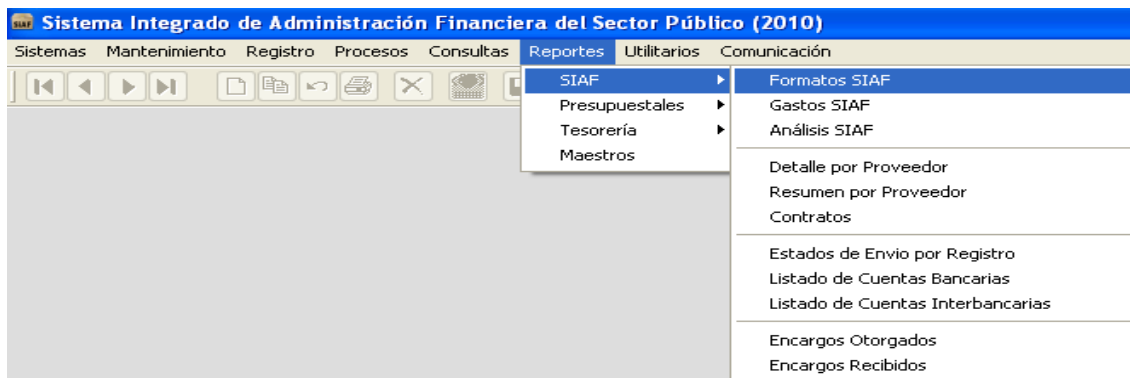 SIAF Sistema Integrado de Administración Financiera del Sector Público (2010)
Sistemas Mantenimiento Registro Procesos Consultas Reportes Utilitarios Comunicación
SIAF
Presupuestales
Tesorería
Maestros
Formatos SIAF
Gastos SIAF
Análisis SIAF
Detalle por Proveedor
Resumen por Proveedor
Contratos
Estados de Envio por Registro
Listado de Cuentas Bancarias
Listado de Cuentas Interbancarias
Encargos Otorgados
Encargos Recibidos